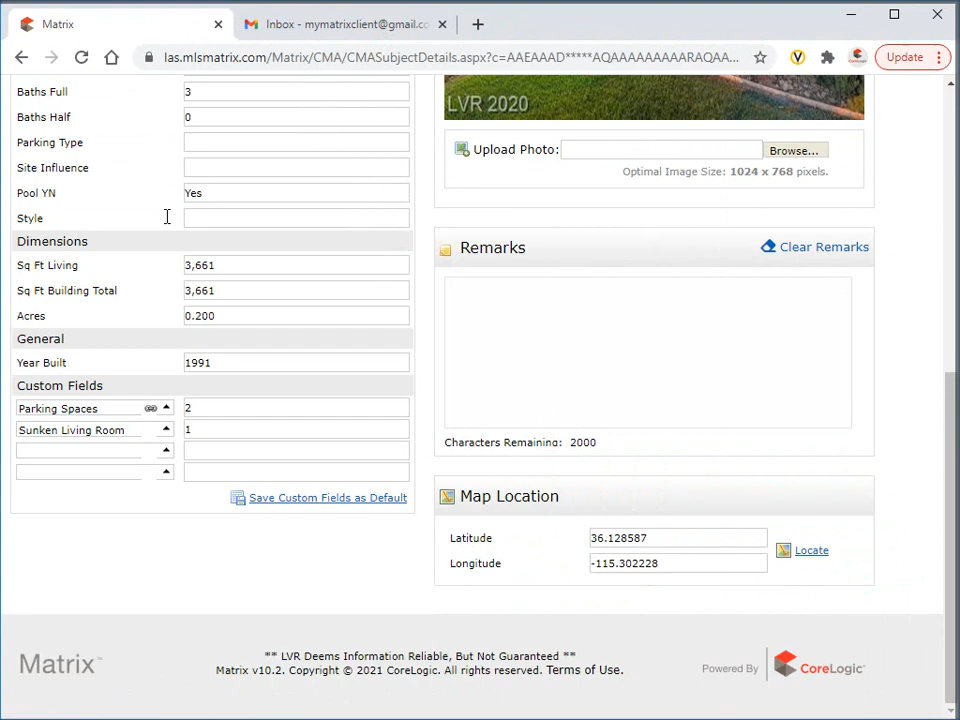 Matrix
Inbox - mymatrixclient@gmail.co
las.mlsmatrix.com/Matrix/CMA/CMASubjectDetails.aspx?c=AAEAAAD*****AQAAAAAAAAARAQAA...
Update
Baths Full 3
Baths Half 0
Parking Type
Site Influence
Pool YN Yes
Style
Dimensions
Sq Ft Living 3,661
Sq Ft Building Total 3,661
Acres 0.200
General
Year Built 1991
Custom Fields
Parking Spaces 2
Sunken Living Room 1
Save Custom Fields as Default
LVR 2020
Upload Photo: Browse...
Optimal Image Size: 1024 x 768 pixels.
Remarks Clear Remarks
Characters Remaining: 2000
Map Location
Latitude 36.128587
Longitude -115.302228
Locate
Matrix™
** LVR Deems Information Reliable, But Not Guaranteed **
Matrix v10.2. Copyright © 2021 CoreLogic. All rights reserved. Terms of Use.
Powered By CoreLogic